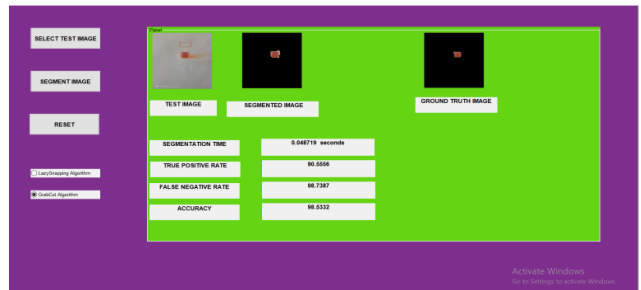 SELECT TEST IMAGE
SEGMENT IMAGE
RESET
LazySnapping Algorithm
GrabCut Algorithm
Panel
TEST IMAGE
SEGMENTED IMAGE
GROUND TRUTH IMAGE
SEGMENTATION TIME
0.048719 seconds
TRUE POSITIVE RATE
90.5556
FALSE NEGATIVE RATE
98.7387
ACCURACY
98.5332
Activate Windows
Go to Settings to activate Windows.